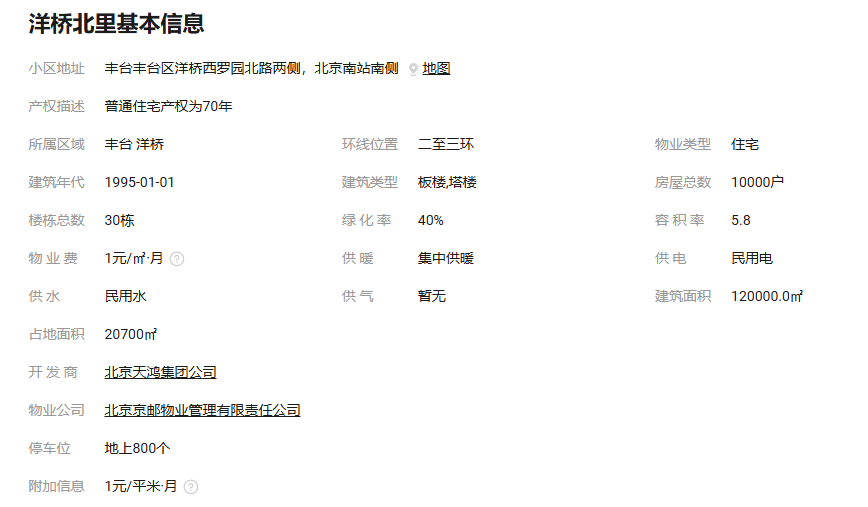 洋桥北里基本信息
小区地址 丰台丰台区洋桥西罗园北路两侧，北京南站南侧 地图
产权描述 普通住宅产权为70年
所属区域 丰台 洋桥 环线位置 二至三环 物业类型 住宅
建筑年代 1995-01-01 建筑类型 板楼,塔楼 房屋总数 10000户
楼栋总数 30栋 绿 化 率 40% 容 积 率 5.8
物 业 费 1元/㎡·月 ? 供 暖 集中供暖 供 电 民用电
供 水 民用水 供 气 暂无 建筑面积 120000.0㎡
占地面积 20700㎡
开 发 商 北京天鸿集团公司
物业公司 北京京邮物业管理有限责任公司
停车位 地上800个
附加信息 1元/平米·月 ?